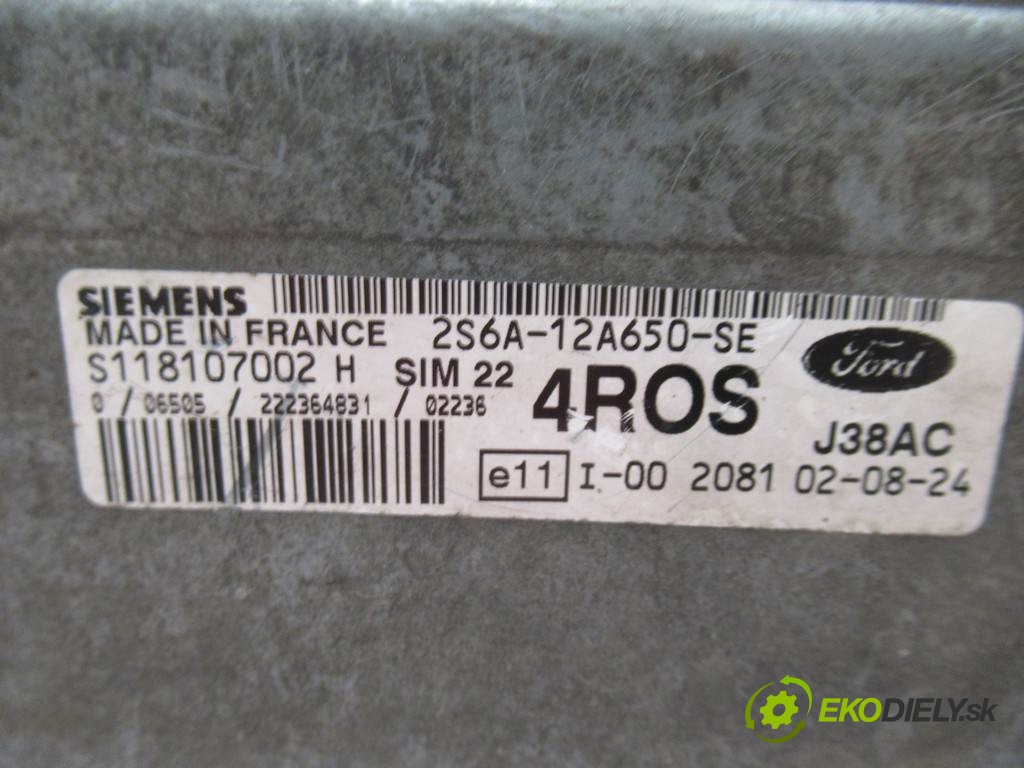 SIEMENS
MADE IN FRANCE 2S6A-12A650-SE
S118107002 H SIM 22 4ROS Ford
0 / 06505 / 222364831 / 02236
J38AC
e11 I-00 2081 02-08-24
EKODIELY.sk